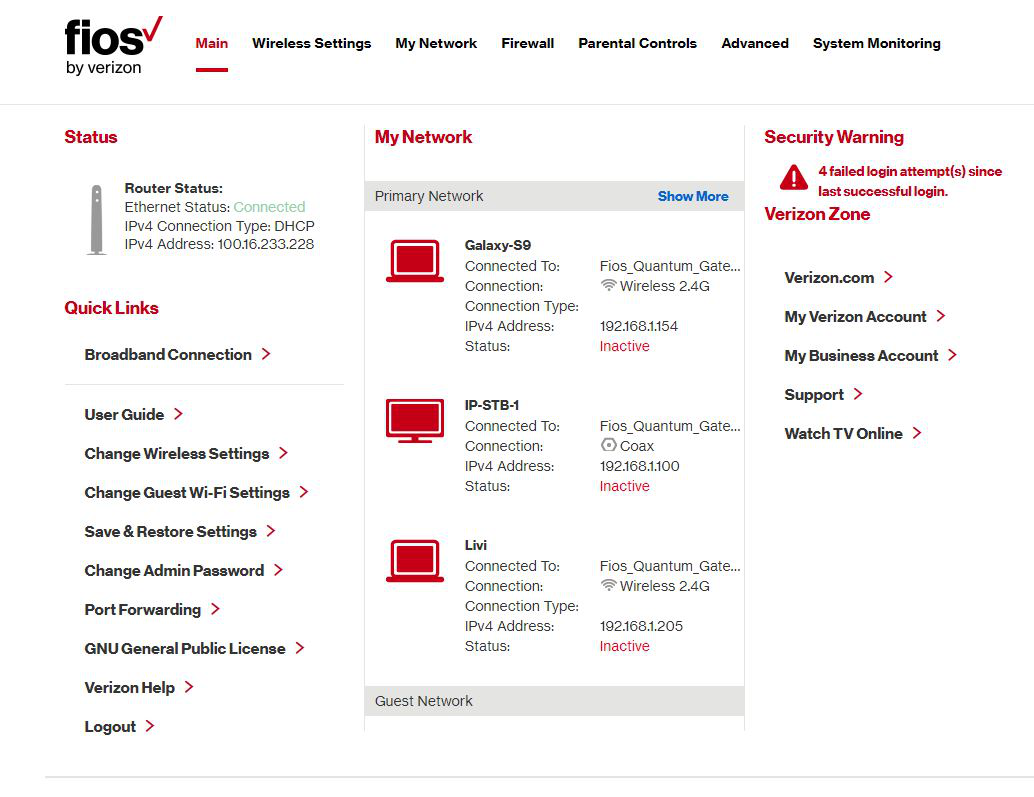 fios
by verizon
Main
Wireless Settings
My Network
Firewall
Parental Controls
Advanced
System Monitoring
Status
Router Status:
Ethernet Status: Connected
IPv4 Connection Type: DHCP
IPv4 Address: 100.16.233.228
Quick Links
Broadband Connection
User Guide
Change Wireless Settings
Change Guest Wi-Fi Settings
Save & Restore Settings
Change Admin Password
Port Forwarding
GNU General Public License
Verizon Help
Logout
My Network
Primary Network Show More
Galaxy-S9
Connected To: Fios_Quantum_Gate...
Connection: Wireless 2.4G
Connection Type:
IPv4 Address: 192.168.1.154
Status: Inactive
IP-STB-1
Connected To: Fios_Quantum_Gate...
Connection: Coax
IPv4 Address: 192.168.1.100
Status: Inactive
Livi
Connected To: Fios_Quantum_Gate...
Connection: Wireless 2.4G
Connection Type:
IPv4 Address: 192.168.1.205
Status: Inactive
Guest Network
Security Warning
4 failed login attempt(s) since
last successful login.
Verizon Zone
Verizon.com
My Verizon Account
My Business Account
Support
Watch TV Online